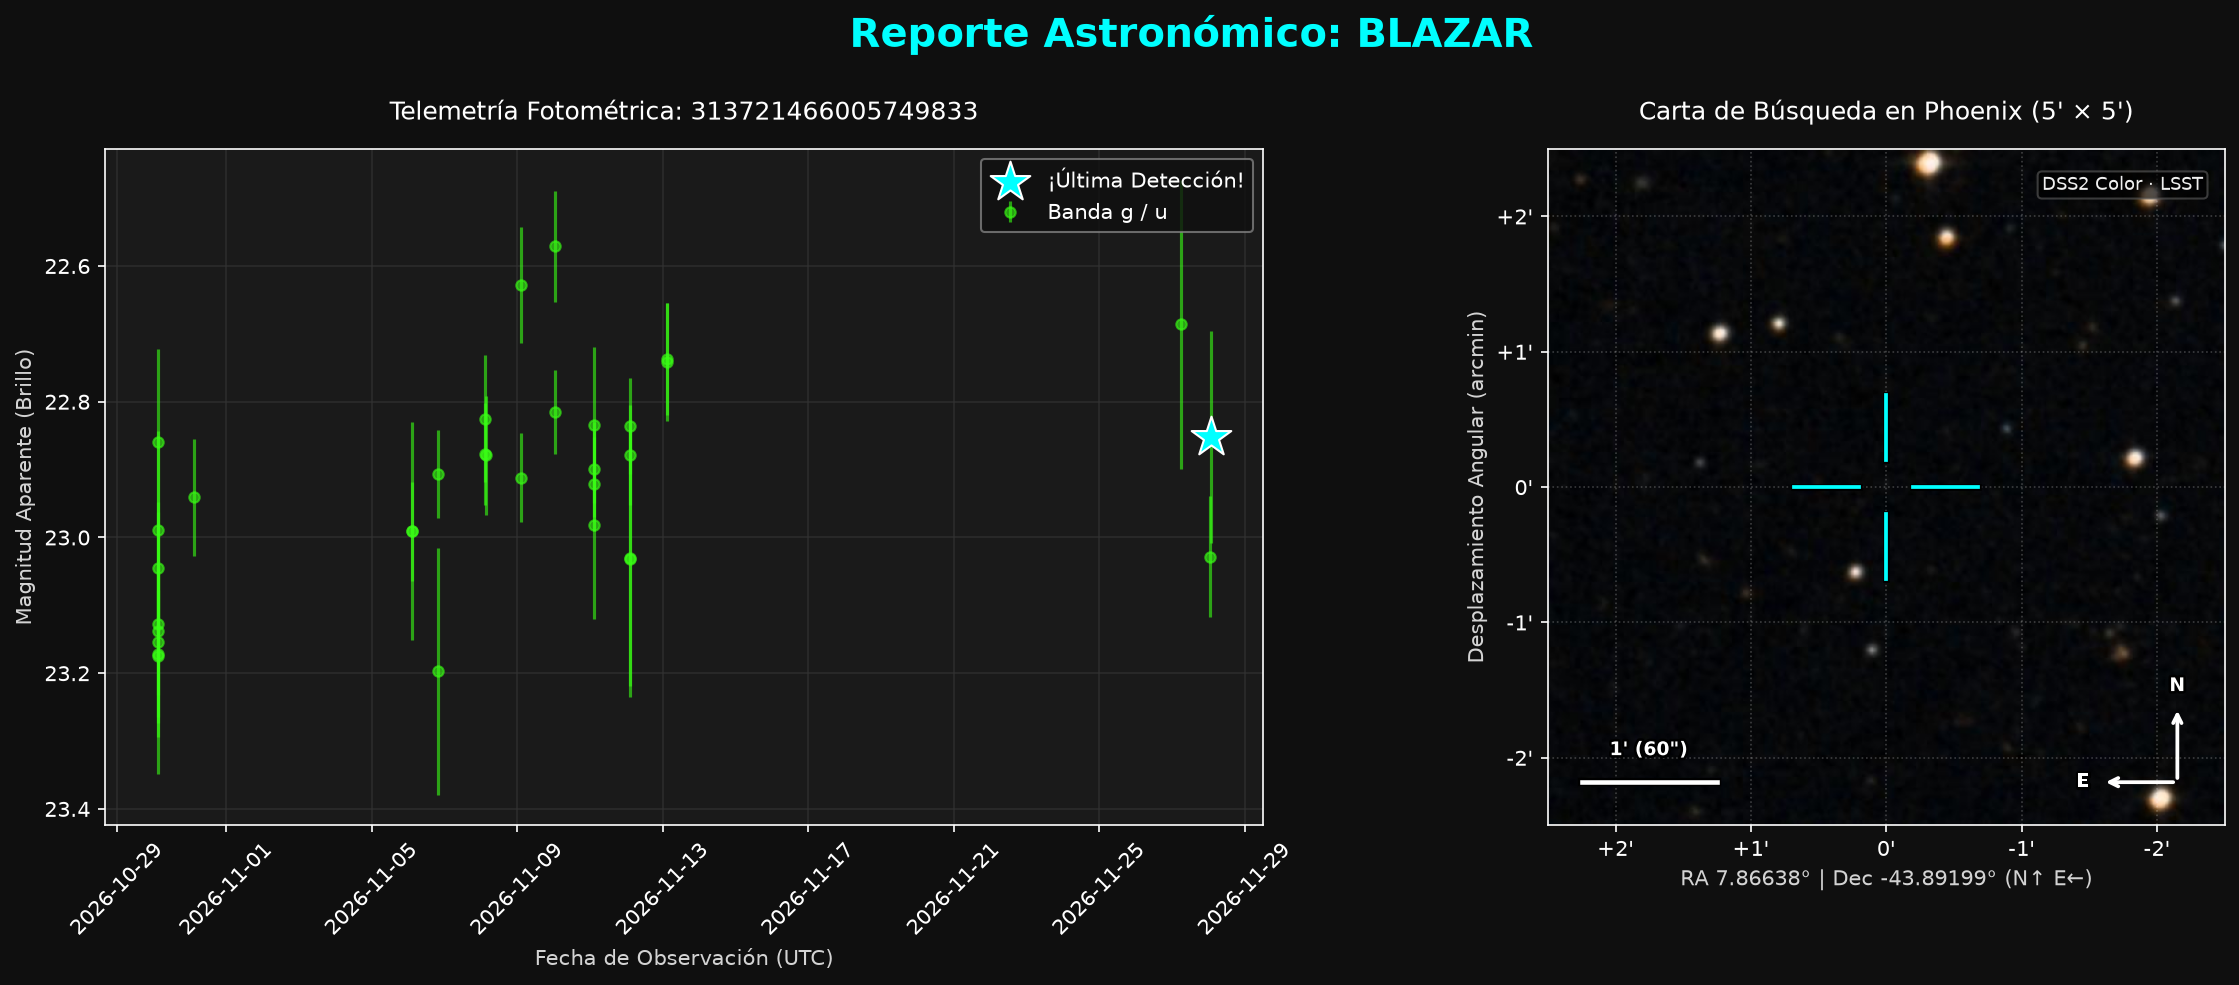 Reporte Astronómico: BLAZAR
Telemetría Fotométrica: 313721466005749833
¡Última Detección!
Banda g / u
Magnitud Aparente (Brillo)
22.6
22.8
23.0
23.2
23.4
2026-10-29
2026-11-01
2026-11-05
2026-11-09
2026-11-13
2026-11-17
2026-11-21
2026-11-25
2026-11-29
Fecha de Observación (UTC)
Carta de Búsqueda en Phoenix (5' × 5')
DSS2 Color · LSST
Desplazamiento Angular (arcmin)
+2'
+1'
0'
-1'
-2'
N
E
1' (60")
+2'
+1'
0'
-1'
-2'
RA 7.86638° | Dec -43.89199° (N↑ E←)